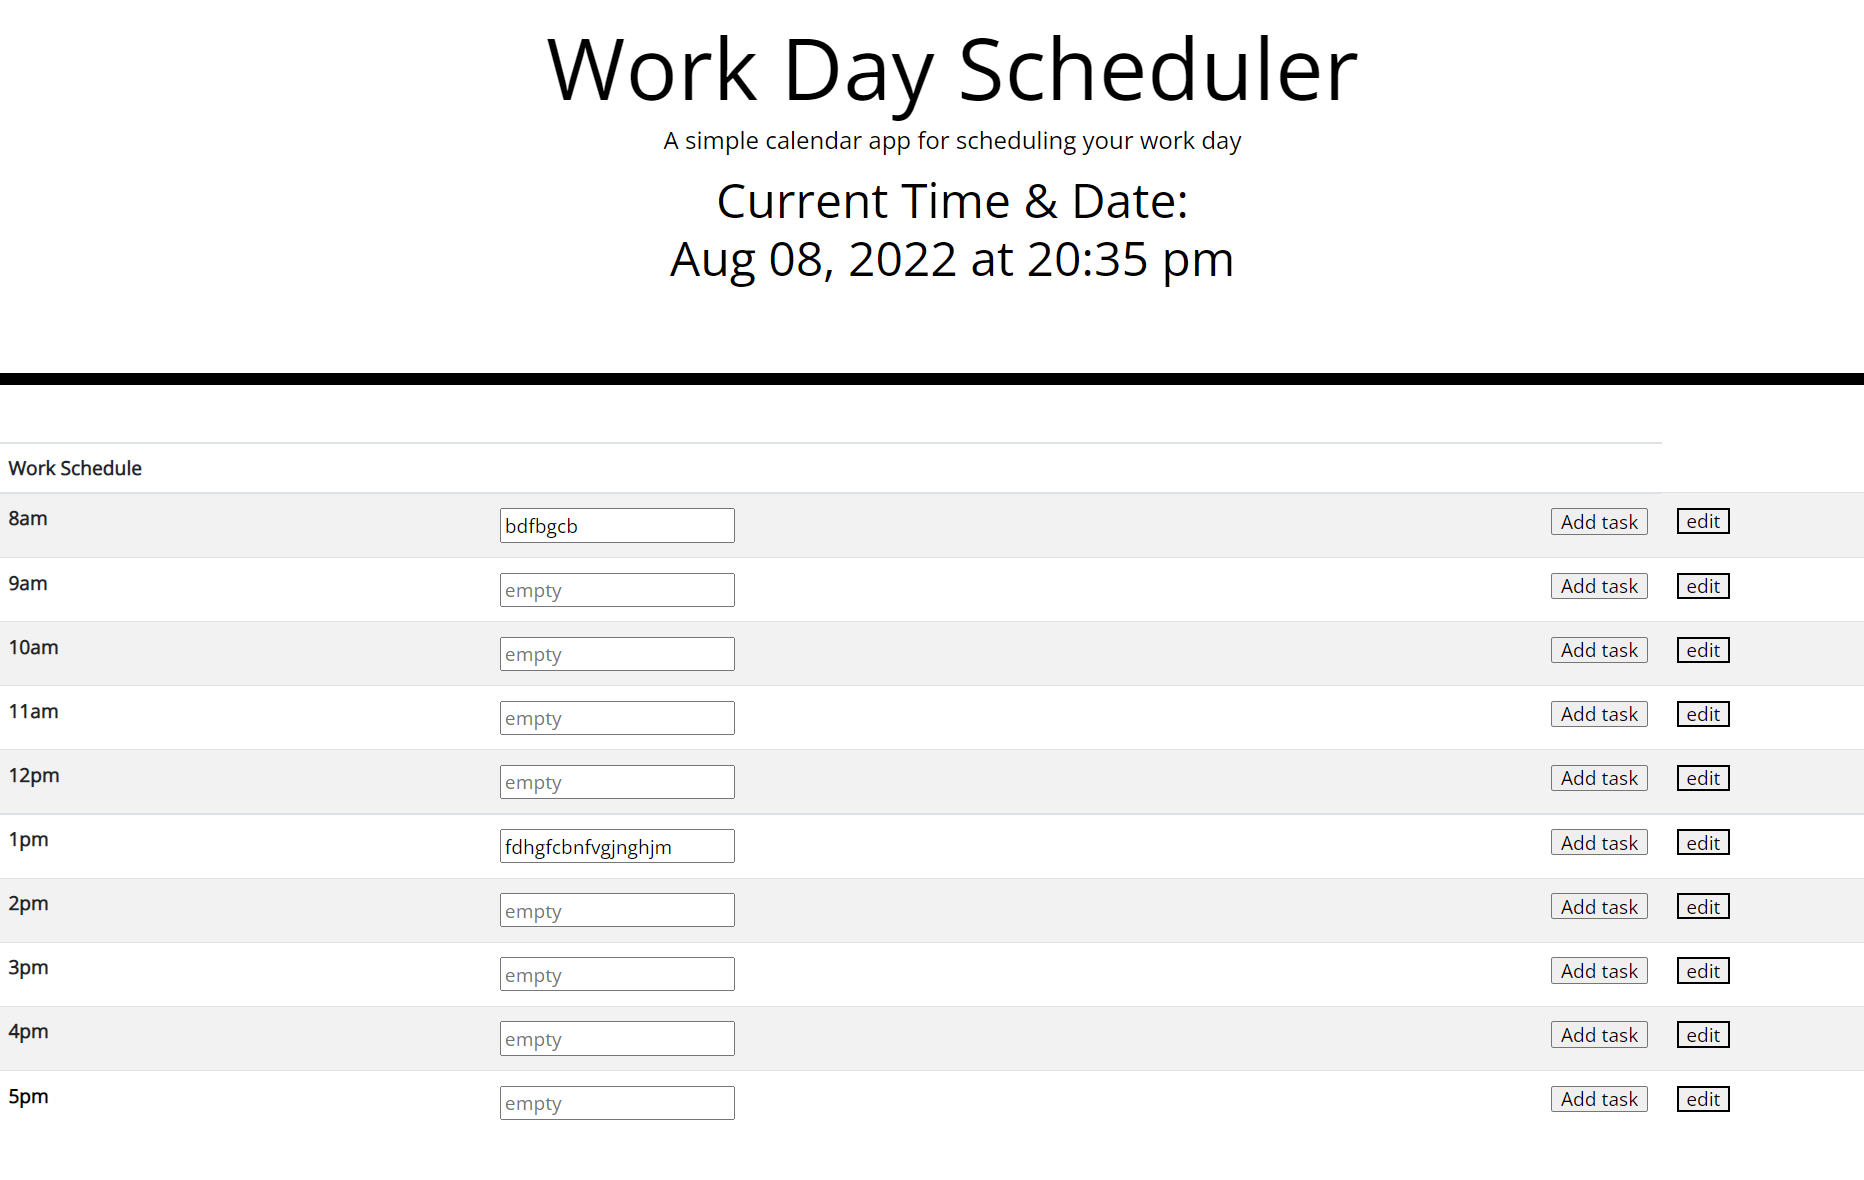 Work Day Scheduler
A simple calendar app for scheduling your work day
Current Time & Date:
Aug 08, 2022 at 20:35 pm
Work Schedule
8am bdfbgcb Add task edit
9am empty Add task edit
10am empty Add task edit
11am empty Add task edit
12pm empty Add task edit
1pm fdhgfcbnfvgjnghjm Add task edit
2pm empty Add task edit
3pm empty Add task edit
4pm empty Add task edit
5pm empty Add task edit